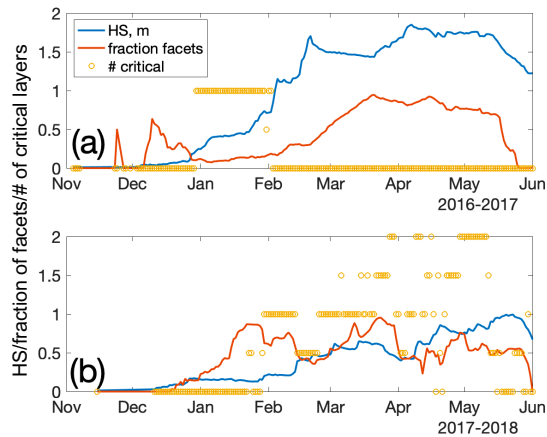 HS/fraction of facets/# of critical layers
2
1.5
1
0.5
0
HS, m
fraction facets
# critical
(a)
Nov Dec Jan Feb Mar Apr May Jun
2016-2017
2
1.5
1
0.5
0
(b)
Nov Dec Jan Feb Mar Apr May Jun
2017-2018